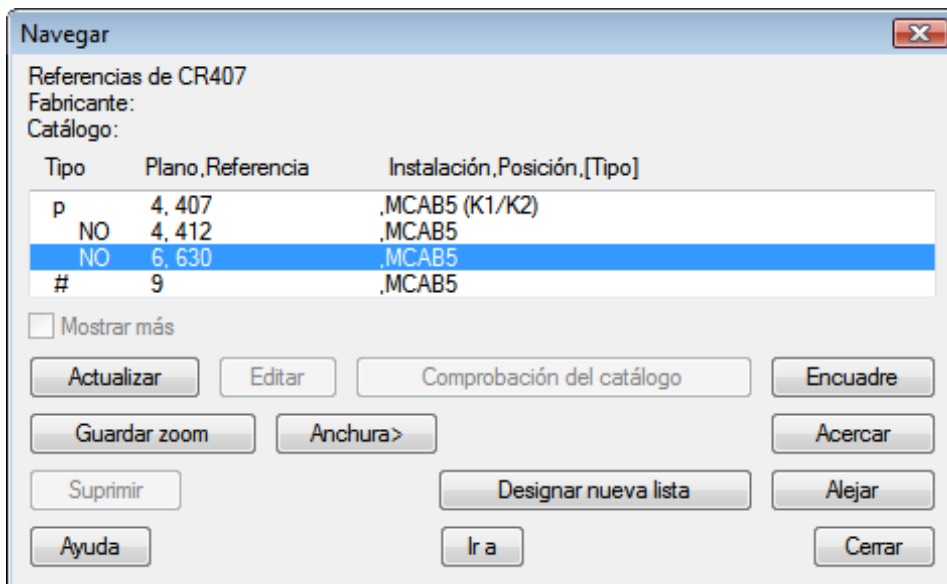 Navegar
Referencias de CR407
Fabricante:
Catálogo:
Tipo Plano,Referencia Instalación,Posición,[Tipo]
p 4, 407 ,MCAB5 (K1/K2)
NO 4, 412 ,MCAB5
NO 6, 630 ,MCAB5
# 9 ,MCAB5
Mostrar más
Actualizar Editar Comprobación del catálogo Encuadre
Guardar zoom Anchura> Acercar
Suprimir Designar nueva lista Alejar
Ayuda Ir a Cerrar